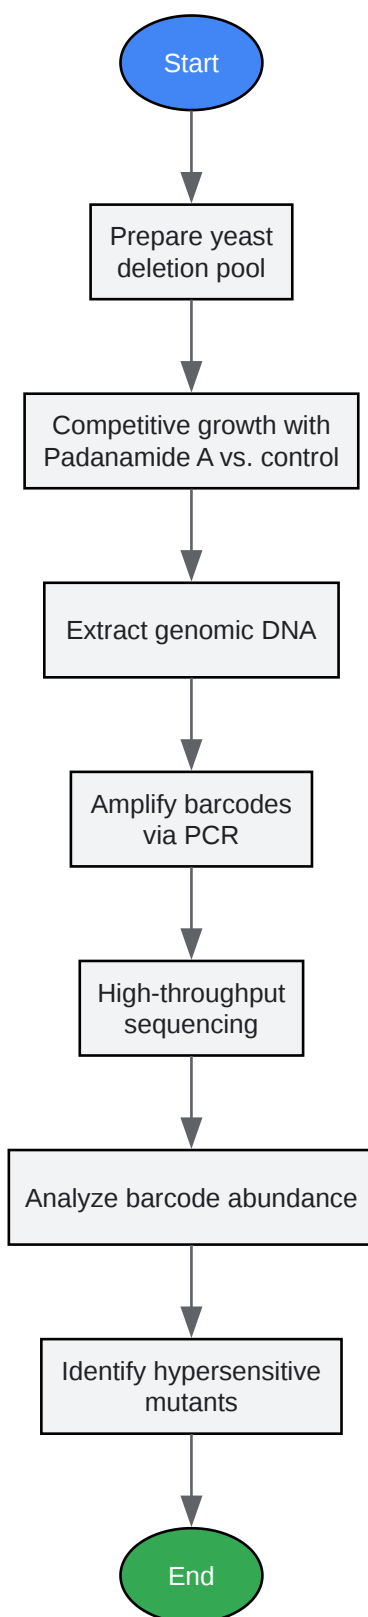 Start
Prepare yeast
deletion pool
Competitive growth with
Padanamide A vs. control
Extract genomic DNA
Amplify barcodes
via PCR
High-throughput
sequencing
Analyze barcode abundance
Identify hypersensitive
mutants
End